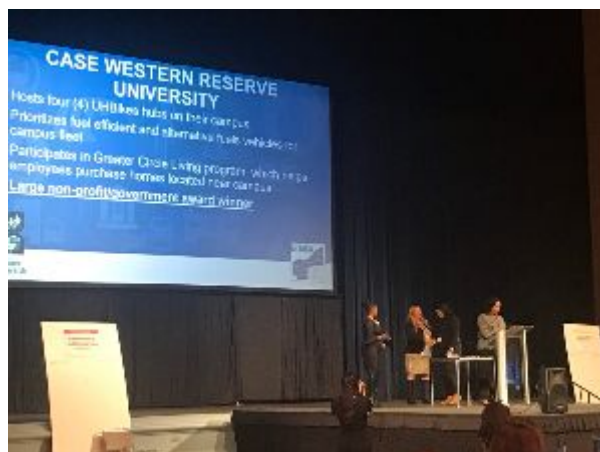 CASE WESTERN RESERVE
UNIVERSITY
Hosts four (4) UHBikes hubs on their campus
Prioritizes fuel efficient and alternative fuels vehicles for
campus fleet
Participates in Greater Circle Living program, which helps
employees purchase homes located near campus
Large non-profit/government award winner